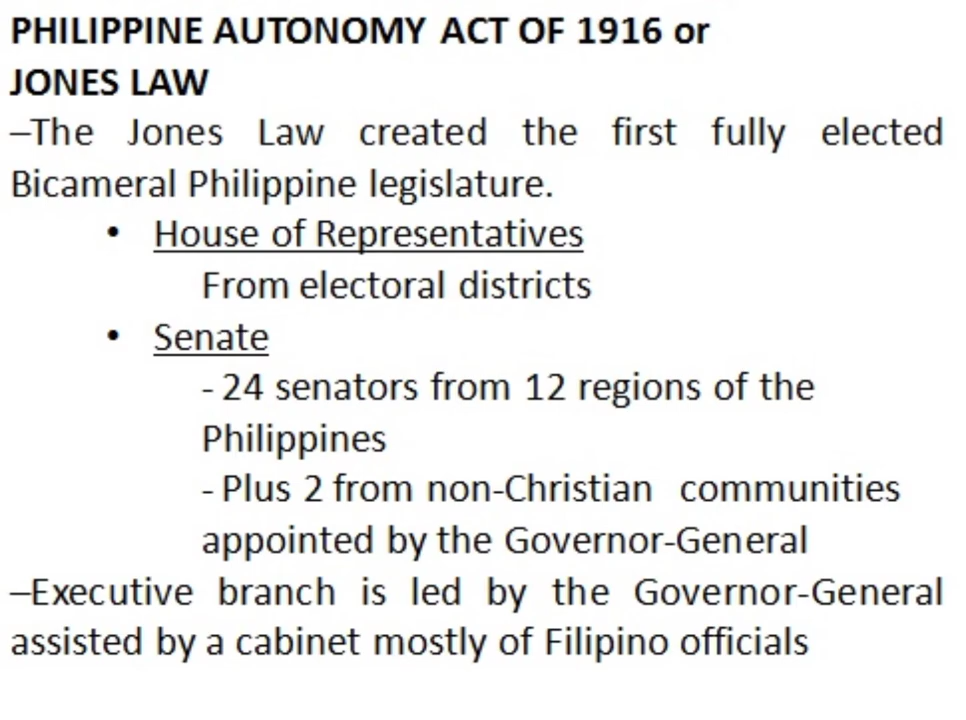 PHILIPPINE AUTONOMY ACT OF 1916 or
JONES LAW
–The Jones Law created the first fully elected
Bicameral Philippine legislature.
• House of Representatives
From electoral districts
• Senate
- 24 senators from 12 regions of the
Philippines
- Plus 2 from non-Christian communities
appointed by the Governor-General
–Executive branch is led by the Governor-General
assisted by a cabinet mostly of Filipino officials